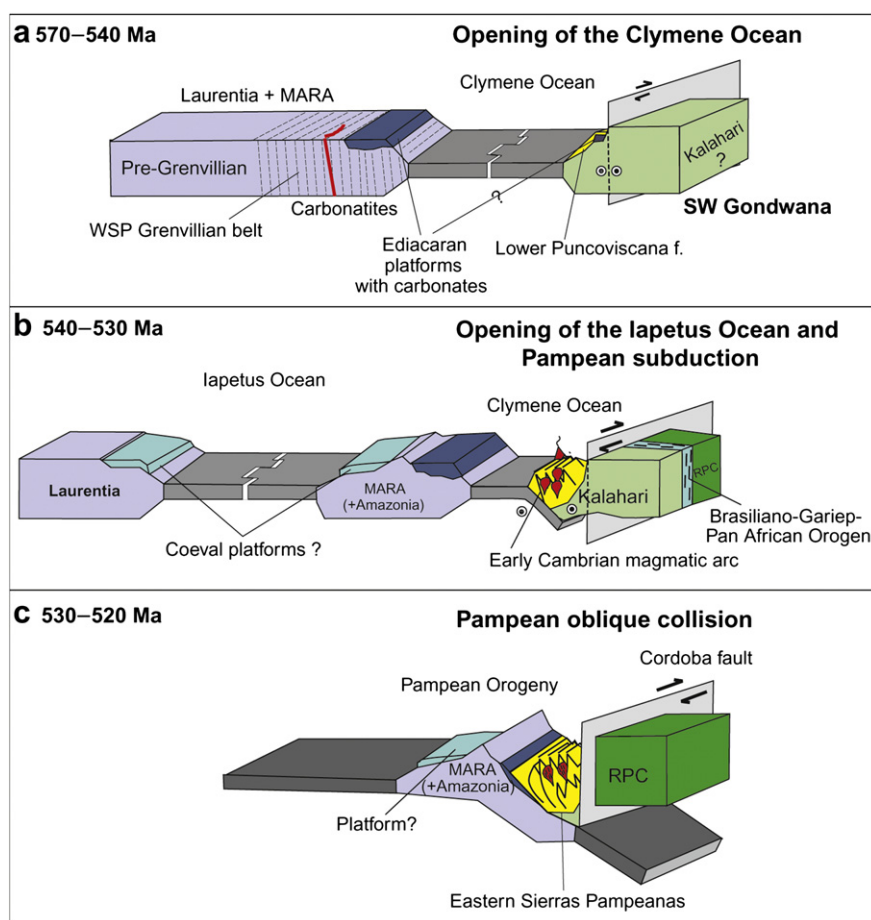 a 570–540 Ma
Opening of the Clymene Ocean
Laurentia + MARA
Clymene Ocean
Pre-Grenvillian
Kalahari
?
WSP Grenvillian belt
Carbonatites
?
SW Gondwana
Ediacaran
platforms
with carbonates
Lower Puncoviscana f.
b 540–530 Ma
Opening of the Iapetus Ocean and
Pampean subduction
Iapetus Ocean
Clymene Ocean
Laurentia
MARA
(+Amazonia)
Kalahari
RPC
Coeval platforms ?
Brasiliano-Gariep-
Pan African Orogen
Early Cambrian magmatic arc
c 530–520 Ma
Pampean oblique collision
Cordoba fault
Pampean Orogeny
MARA
(+Amazonia)
RPC
Platform?
Eastern Sierras Pampeanas